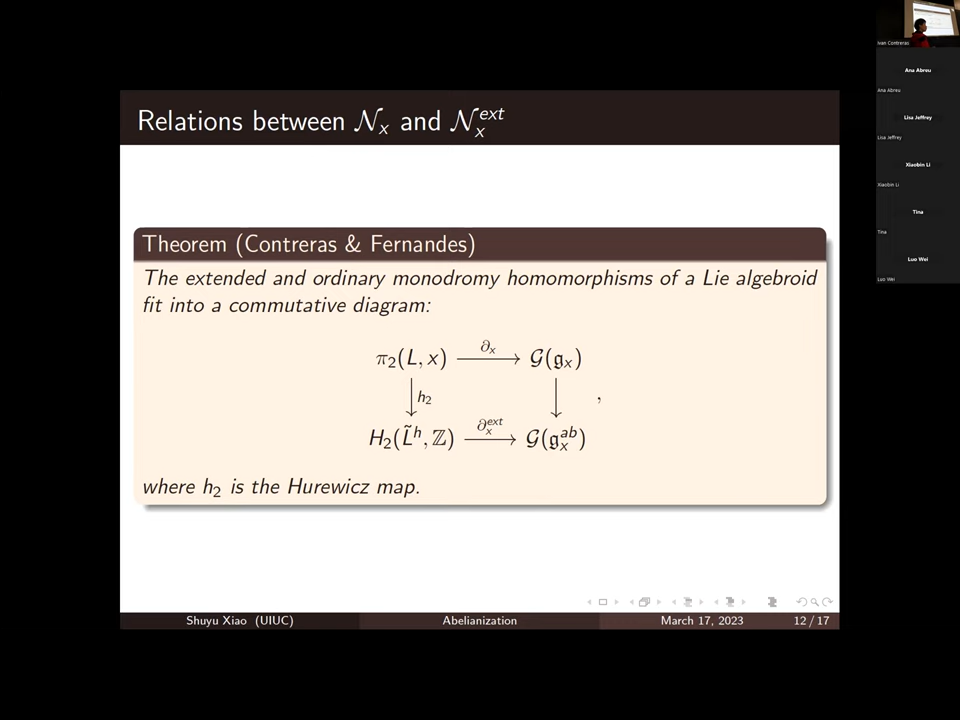 Relations between 𝒩ₓ and 𝒩ₓᵉˣᵗ
Theorem (Contreras & Fernandes)
The extended and ordinary monodromy homomorphisms of a Lie algebroid
fit into a commutative diagram:
π₂(L, x) ∂ₓ 𝒢(𝔤ₓ)
h₂ ,
H₂(L̃ʰ, ℤ) ∂ₓᵉˣᵗ 𝒢(𝔤ₓᵃᵇ)
where h₂ is the Hurewicz map.
Shuyu Xiao (UIUC) Abelianization March 17, 2023 12 / 17
Ivan Contreras
Ana Abreu
Ana Abreu
Lisa Jeffrey
Lisa Jeffrey
Xiaobin Li
Xiaobin Li
Tina
Tina
Luo Wei
Luo Wei